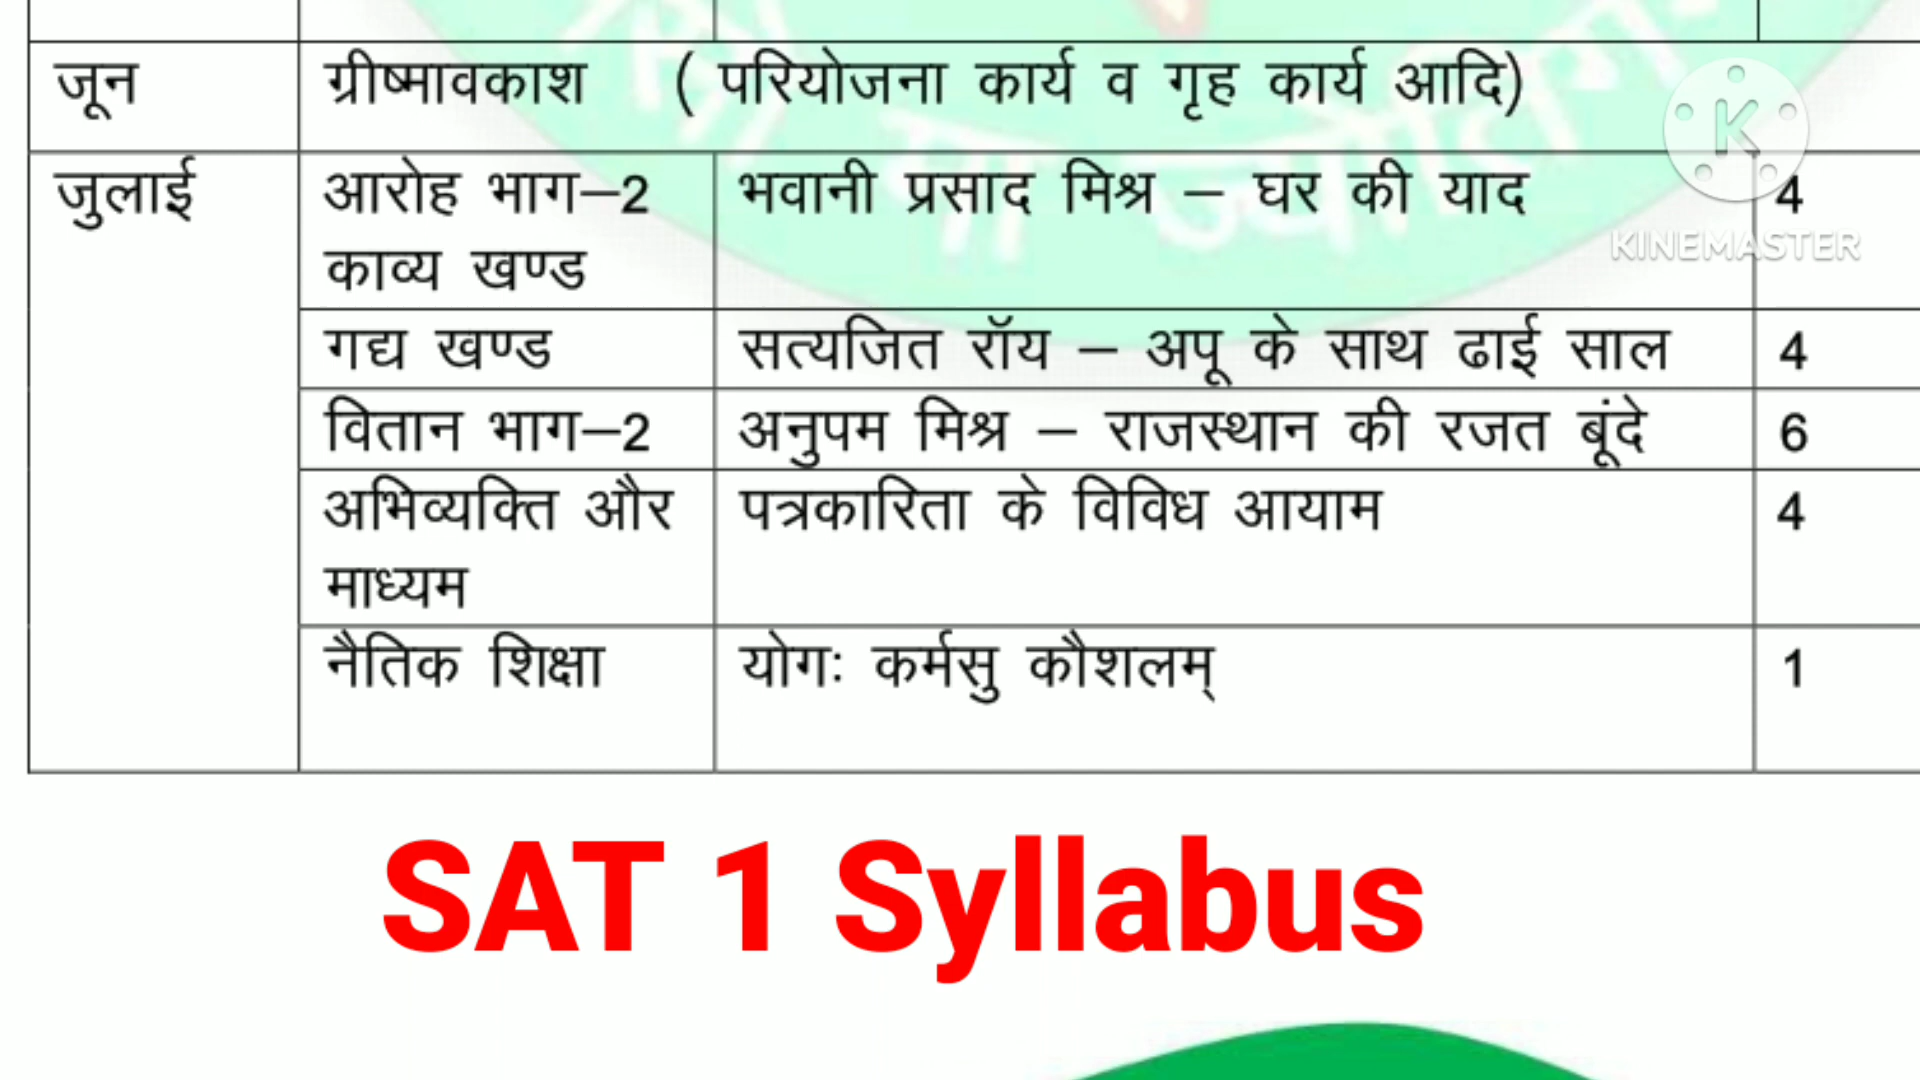 जून ग्रीष्मावकाश ( परियोजना कार्य व गृह कार्य आदि)
जुलाई आरोह भाग–2 भवानी प्रसाद मिश्र – घर की याद 4
काव्य खण्ड
KINEMASTER
गद्य खण्ड सत्यजित रॉय – अपू के साथ ढाई साल 4
वितान भाग–2 अनुपम मिश्र – राजस्थान की रजत बूंदे 6
अभिव्यक्ति और पत्रकारिता के विविध आयाम 4
माध्यम
नैतिक शिक्षा योगः कर्मसु कौशलम् 1
SAT 1 Syllabus